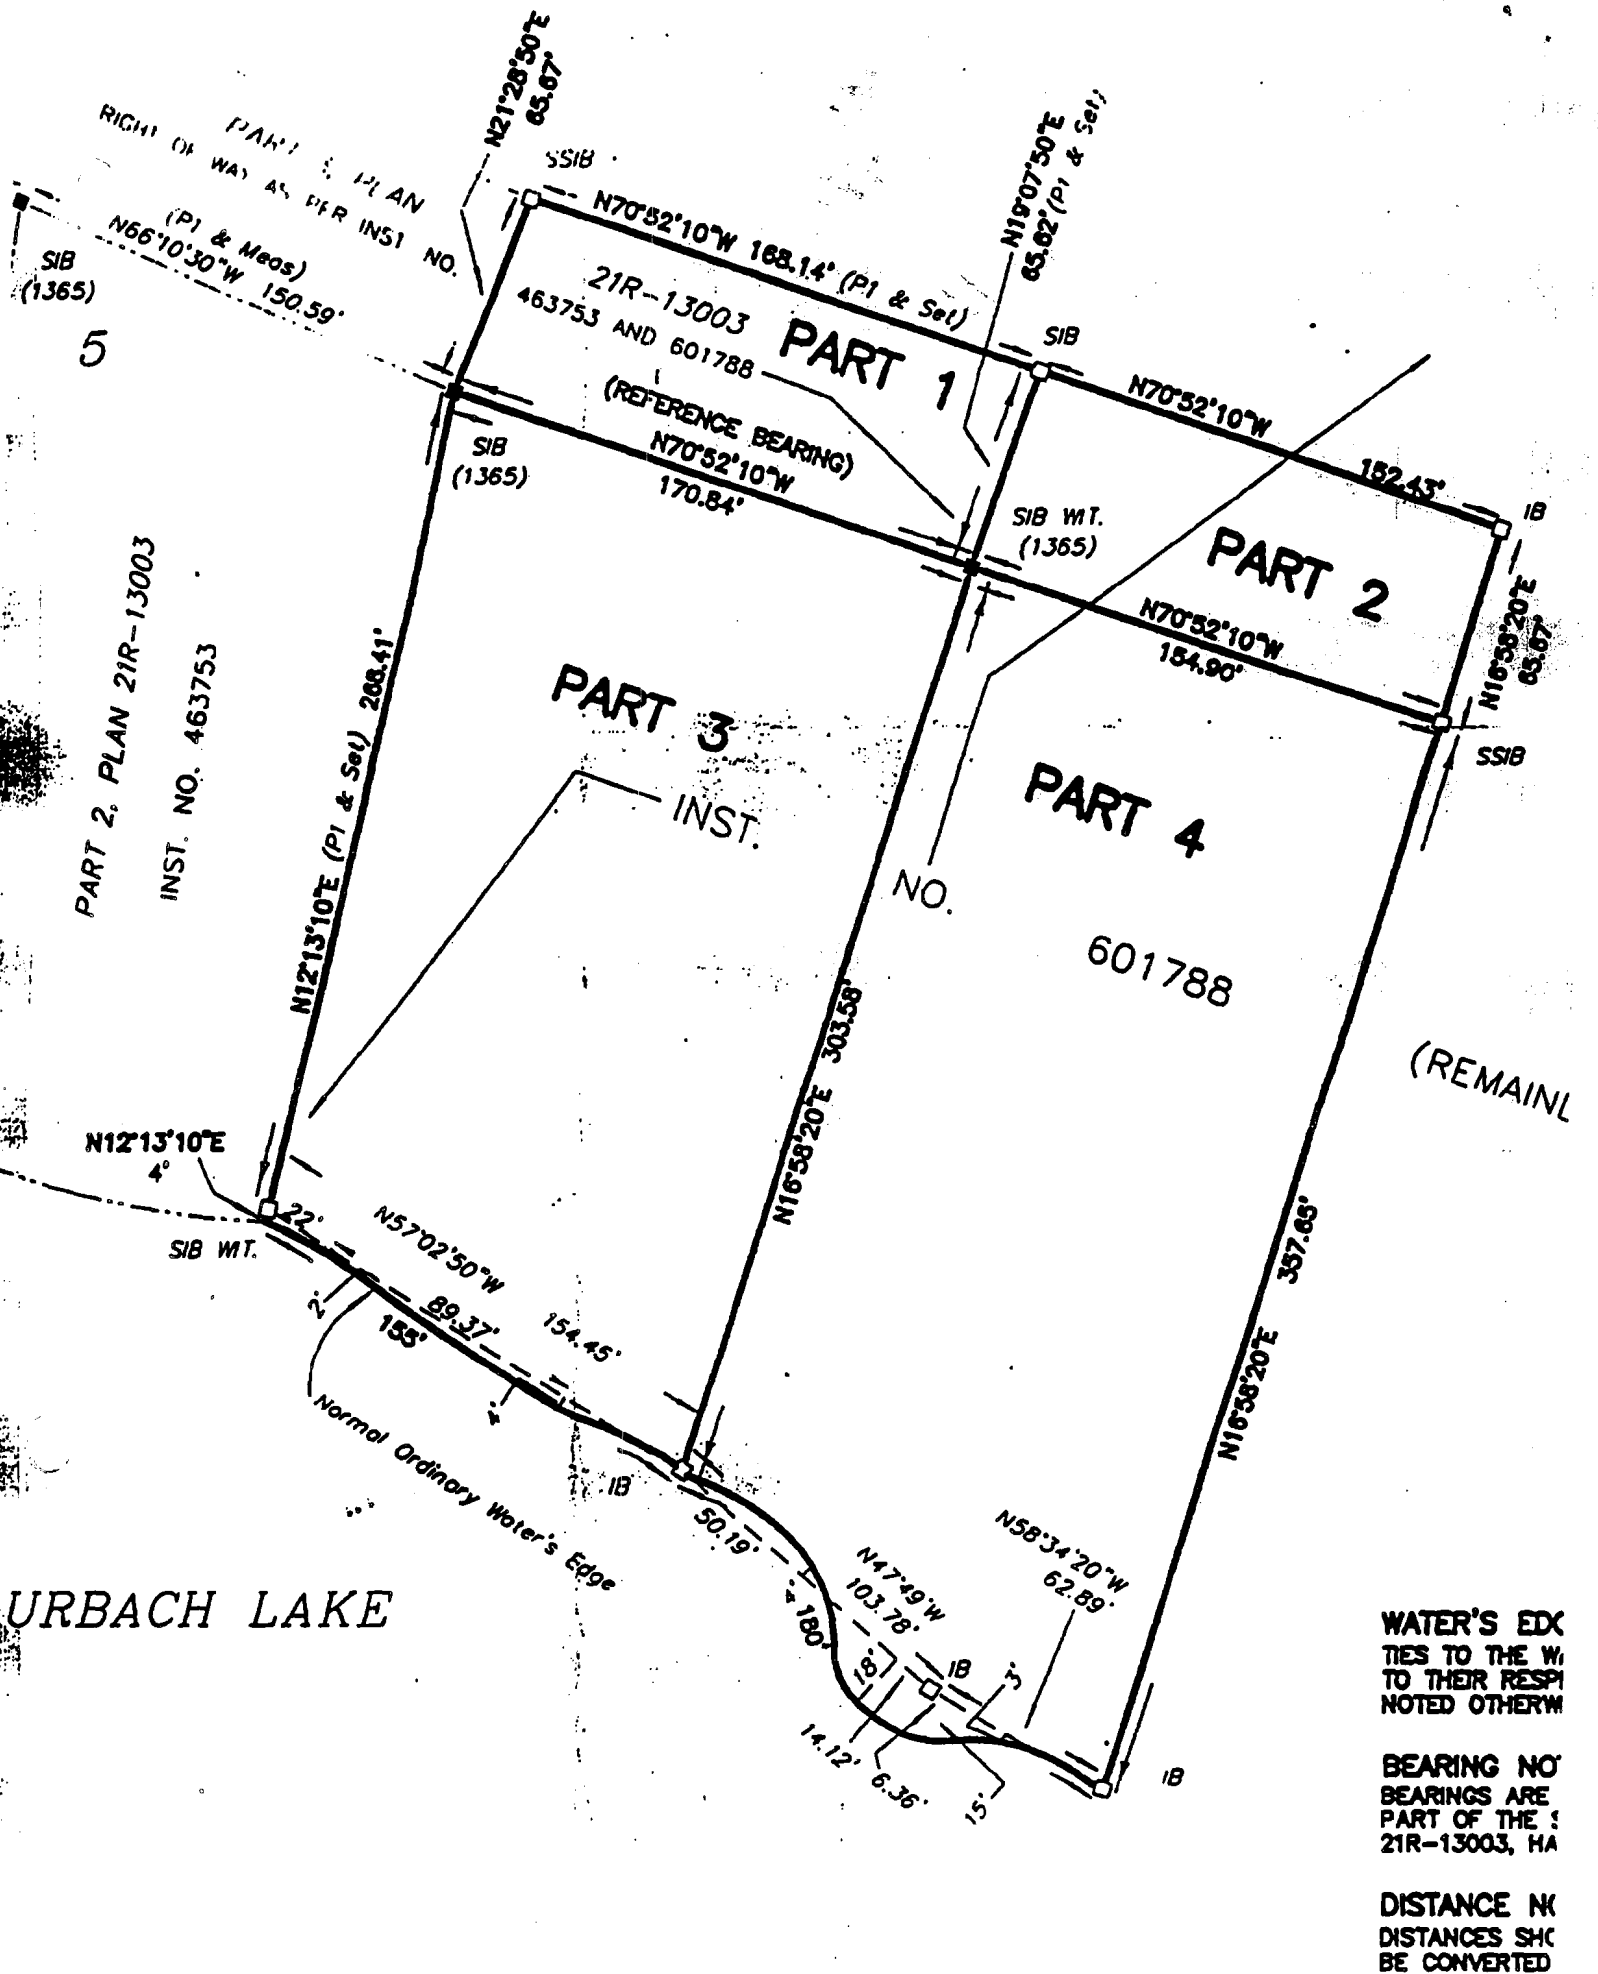 N21°28'50"E
65.67'
PLAN
RIGHT OF WAY AS PER INST NO.
SSIB
N70°52'10"W 168.14' (P1 & Set)
N19°07'50"E
65.62' (P1 & Set)
(P1 & Meas)
N66°10'30"W 150.59'
SIB
(1365)
5
21R-13003
463753 AND 601788
PART 1
SIB
N70°52'10"W
152.43'
IB
(REFERENCE BEARING)
N70°52'10"W
170.84'
SIB
(1365)
SIB WIT.
(1365)
PART 2
N16°58'20"E
65.67'
N70°52'10"W
154.90'
SSIB
PART 2, PLAN 21R-13003
INST. NO. 463753
N12°13'10"E (P1 & Set) 268.41'
PART 3
INST.
PART 4
NO.
601788
N16°58'20"E 303.58'
(REMAIN
N12°13'10"E
4'
SIB WIT.
22'
N57°02'50"W
2'
89.37'
155'
154.45'
4'
Normal Ordinary Water's Edge
IB
50.19'
N16°58'20"E 357.65'
URBACH LAKE
N58°34'20"W
62.89'
N47°49'W
103.78'
4'
180'
18'
IB
3'
14.12'
6.36'
15'
IB
WATER'S ED
TIES TO THE W
TO THEIR RESP
NOTED OTHERW
BEARING NO
BEARINGS ARE
PART OF THE S
21R-13003, HA
DISTANCE N
DISTANCES SH
BE CONVERTED